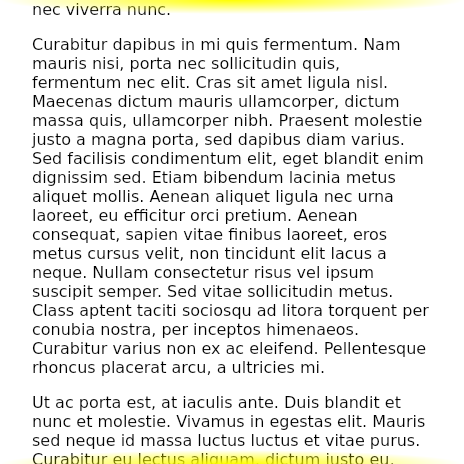 nec viverra nunc.
Curabitur dapibus in mi quis fermentum. Nam
mauris nisi, porta nec sollicitudin quis,
fermentum nec elit. Cras sit amet ligula nisl.
Maecenas dictum mauris ullamcorper, dictum
massa quis, ullamcorper nibh. Praesent molestie
justo a magna porta, sed dapibus diam varius.
Sed facilisis condimentum elit, eget blandit enim
dignissim sed. Etiam bibendum lacinia metus
aliquet mollis. Aenean aliquet ligula nec urna
laoreet, eu efficitur orci pretium. Aenean
consequat, sapien vitae finibus laoreet, eros
metus cursus velit, non tincidunt elit lacus a
neque. Nullam consectetur risus vel ipsum
suscipit semper. Sed vitae sollicitudin metus.
Class aptent taciti sociosqu ad litora torquent per
conubia nostra, per inceptos himenaeos.
Curabitur varius non ex ac eleifend. Pellentesque
rhoncus placerat arcu, a ultricies mi.
Ut ac porta est, at iaculis ante. Duis blandit et
nunc et molestie. Vivamus in egestas elit. Mauris
sed neque id massa luctus luctus et vitae purus.
Curabitur eu lectus aliquam, dictum justo eu,